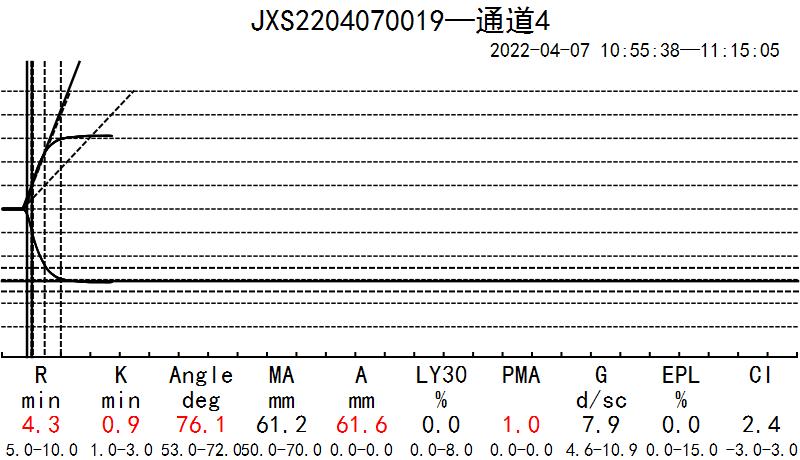 JXS2204070019—通道4
2022-04-07 10:55:38—11:15:05
R K Angle MA A LY30 PMA G EPL CI
min min deg mm mm % d/sc %
4.3 0.9 76.1 61.2 61.6 0.0 1.0 7.9 0.0 2.4
5.0-10.0 1.0-3.0 53.0-72.0 50.0-70.0 0.0-0.0 0.0-8.0 0.0-0.0 4.6-10.9 0.0-15.0 -3.0-3.0